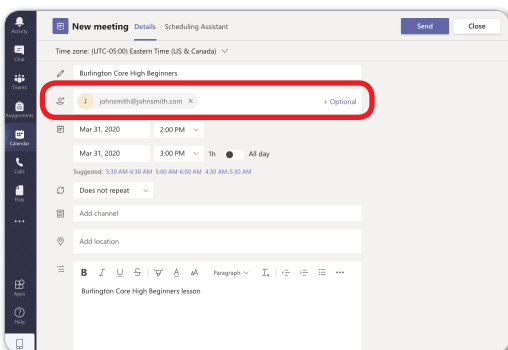 Activity
Chat
Teams
Assignments
Calendar
Calls
Files
Apps
Help
New meeting Details Scheduling Assistant
Send Close
Time zone: (UTC-05:00) Eastern Time (US & Canada)
Burlington Core High Beginners
J johnsmith@johnsmith.com × + Optional
Mar 31, 2020 2:00 PM
Mar 31, 2020 3:00 PM 1h All day
Suggested: 5:30 AM-6:30 AM 5:00 AM-6:00 AM 4:30 AM-5:30 AM
Does not repeat
Add channel
Add location
B I U S A AA Paragraph
Burlington Core High Beginners lesson